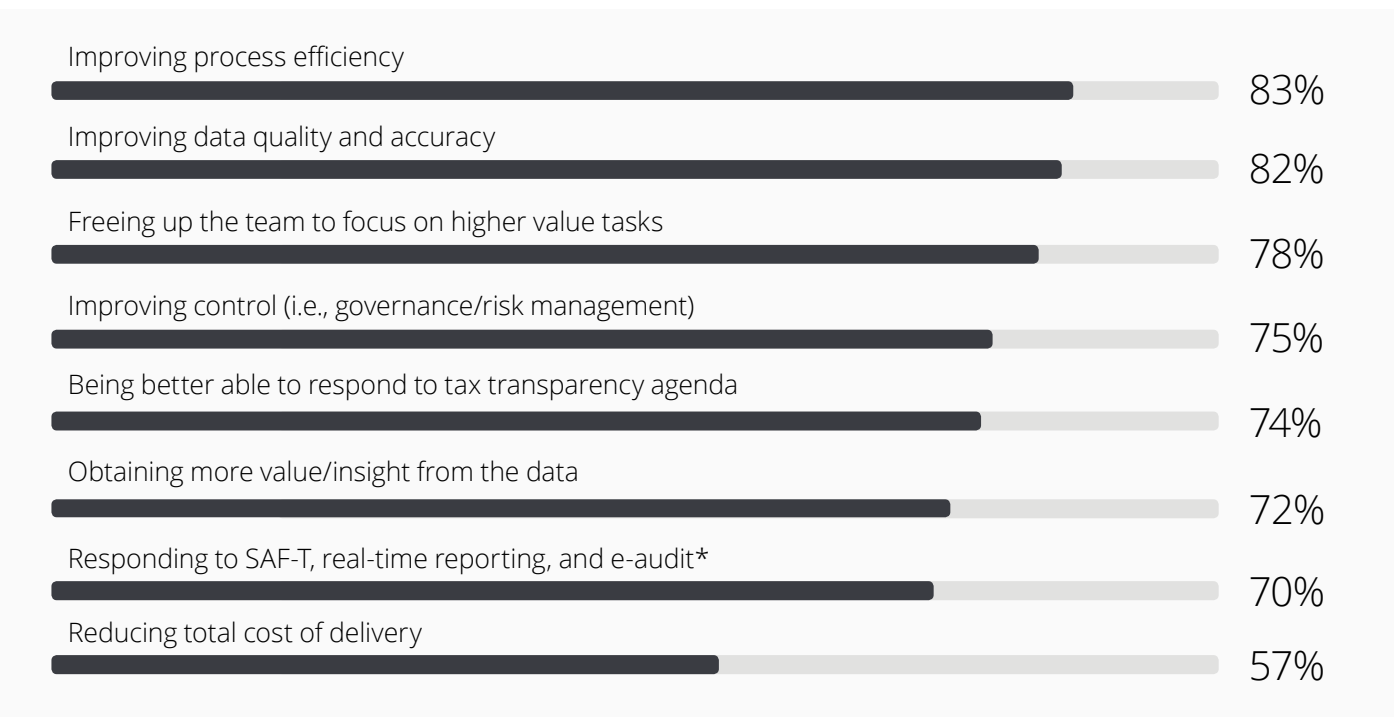 Improving process efficiency
83%
Improving data quality and accuracy
82%
Freeing up the team to focus on higher value tasks
78%
Improving control (i.e., governance/risk management)
75%
Being better able to respond to tax transparency agenda
74%
Obtaining more value/insight from the data
72%
Responding to SAF-T, real-time reporting, and e-audit*
70%
Reducing total cost of delivery
57%